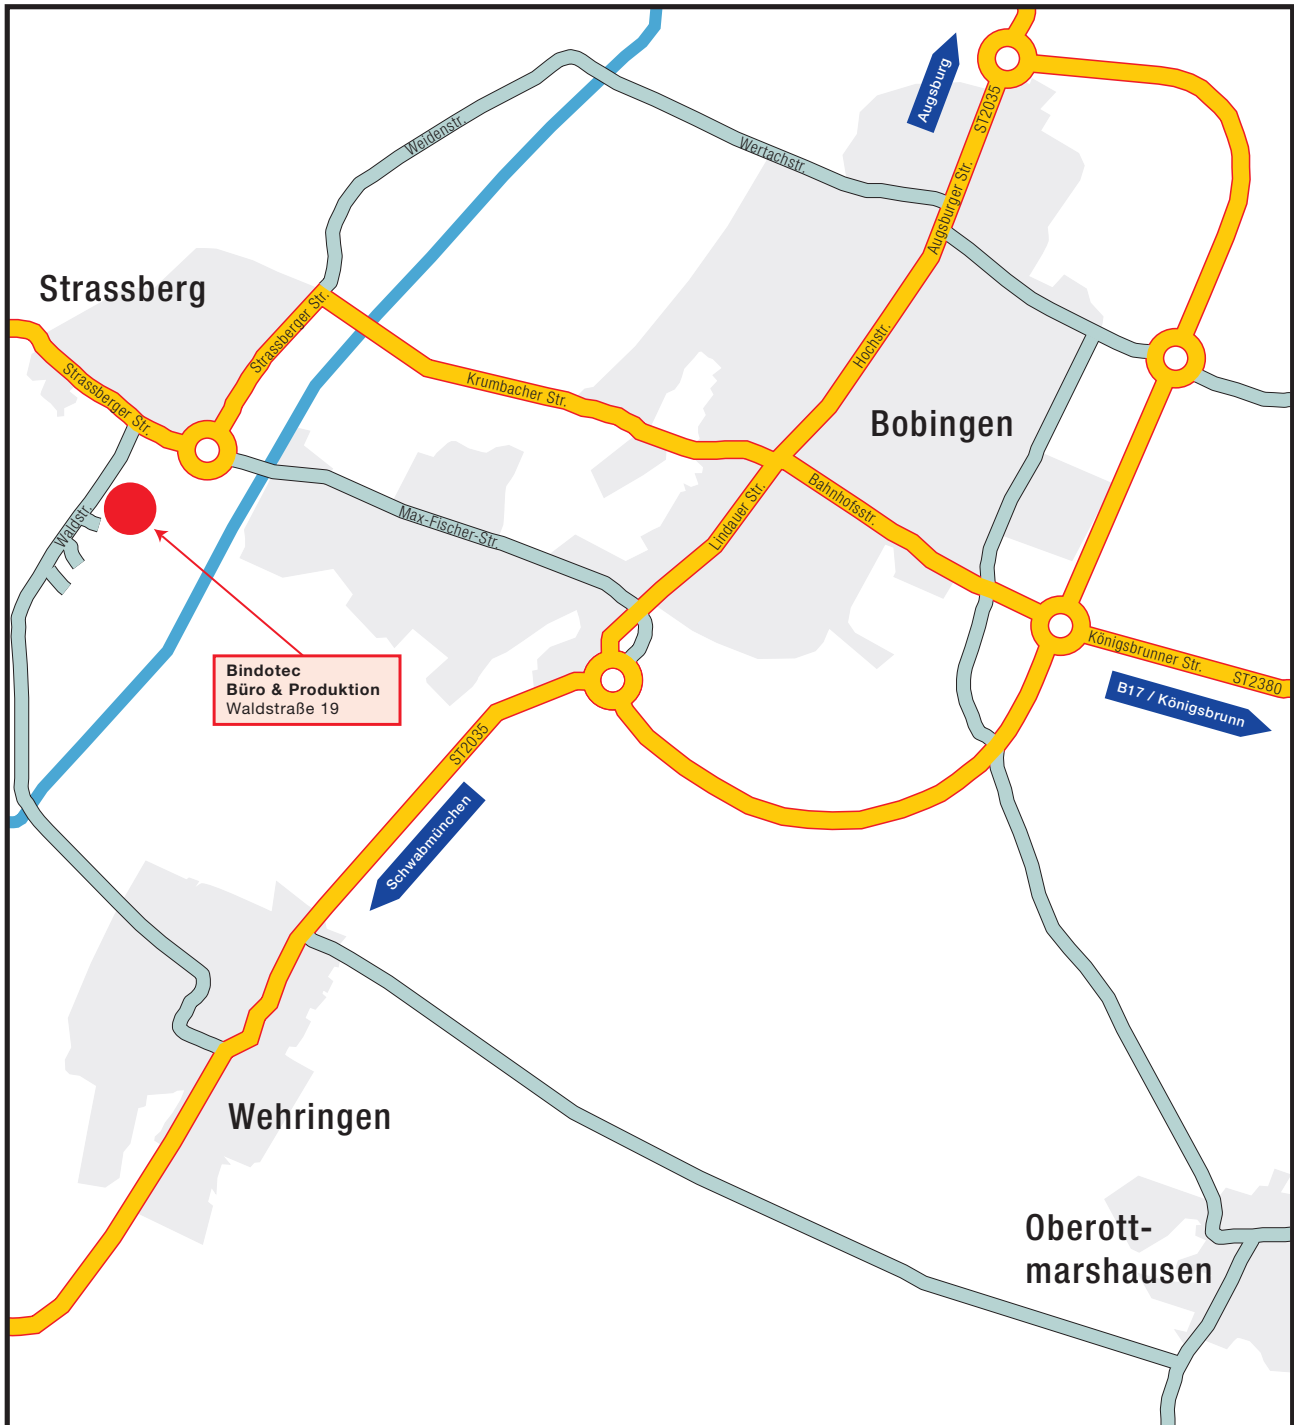 Augsburg
ST2035
Weidenstr.
Wertachstr.
Augsburger Str.
Strassberg
Strassberger Str.
Hochstr.
Strassberger Str.
Krumbacher Str.
Bobingen
Waldstr.
Max-Fischer-Str.
Lindauer Str.
Bahnhofsstr.
Bindotec
Büro & Produktion
Waldstraße 19
Königsbrunner Str.
ST2380
B17 / Königsbrunn
ST2035
Schwabmünchen
Wehringen
Oberott-
marshausen